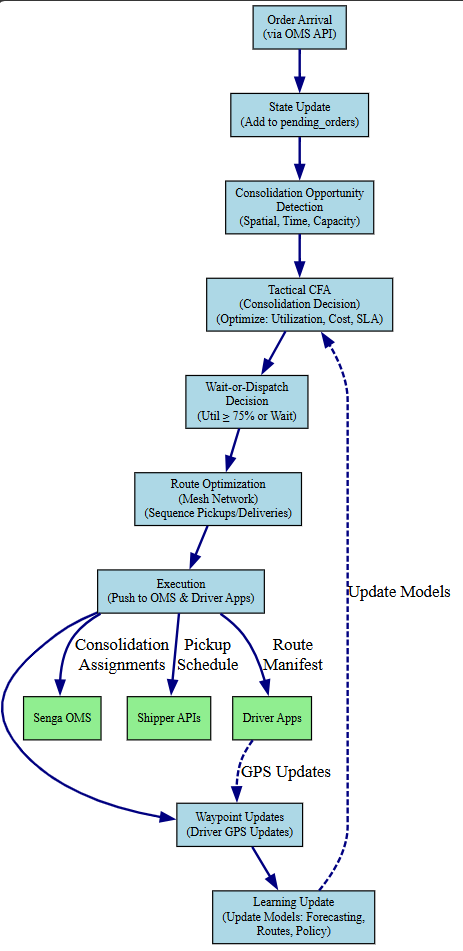 Order Arrival
(via OMS API)
State Update
(Add to pending_orders)
Consolidation Opportunity
Detection
(Spatial, Time, Capacity)
Tactical CFA
(Consolidation Decision)
(Optimize: Utilization, Cost, SLA)
Wait-or-Dispatch
Decision
(Util ≥ 75% or Wait)
Route Optimization
(Mesh Network)
(Sequence Pickups/Deliveries)
Execution
(Push to OMS & Driver Apps)
Update Models
Consolidation
Assignments
Pickup
Schedule
Route
Manifest
Senga OMS
Shipper APIs
Driver Apps
GPS Updates
Waypoint Updates
(Driver GPS Updates)
Learning Update
(Update Models: Forecasting,
Routes, Policy)